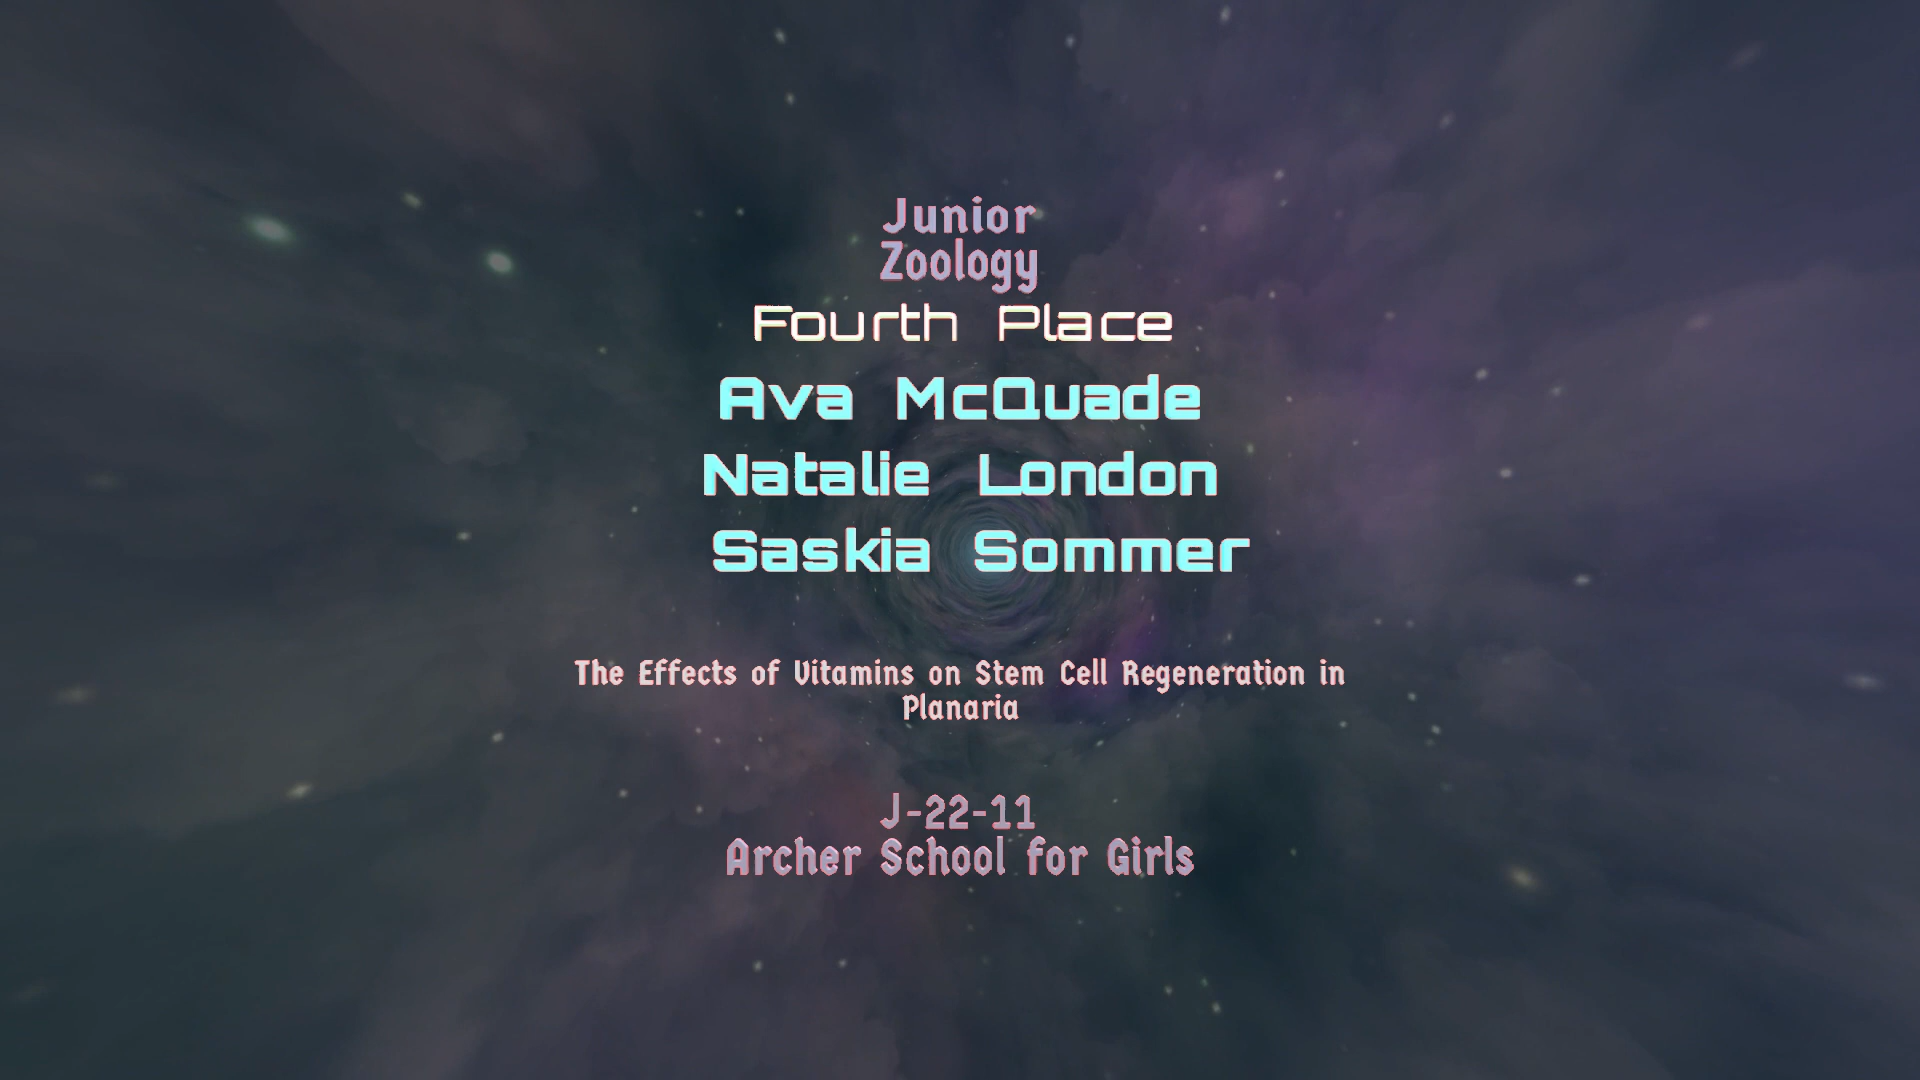 Junior
Zoology
Fourth Place
Ava McQuade
Natalie London
Saskia Sommer
The Effects of Vitamins on Stem Cell Regeneration in
Planaria
J-22-11
Archer School for Girls